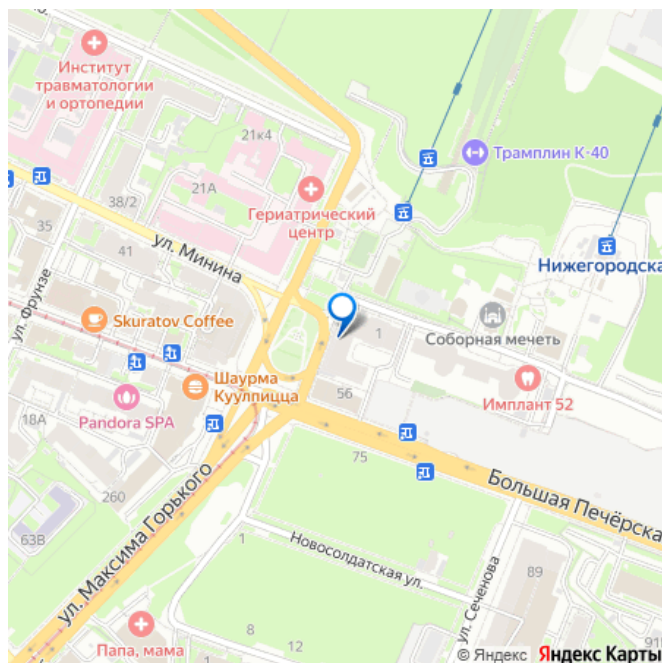 Институт
травматологии
и ортопедии
21к4
Трамплин К-40
21А
38/2
Гериатрический
центр
35
ул. Минина
41
Нижегородска
ул. Фрунзе
Skuratov Coffee
Соборная мечеть
1
Шаурма
Куулпицца
Имплант 52
56
Pandora SPA
18А
75
260
Большая Печёрска
ул. Максима Горького
63В
1
Новосолдатская ул.
ул. Сеченова
89
8
12
Папа, мама
91
© Яндекс Яндекс Карты